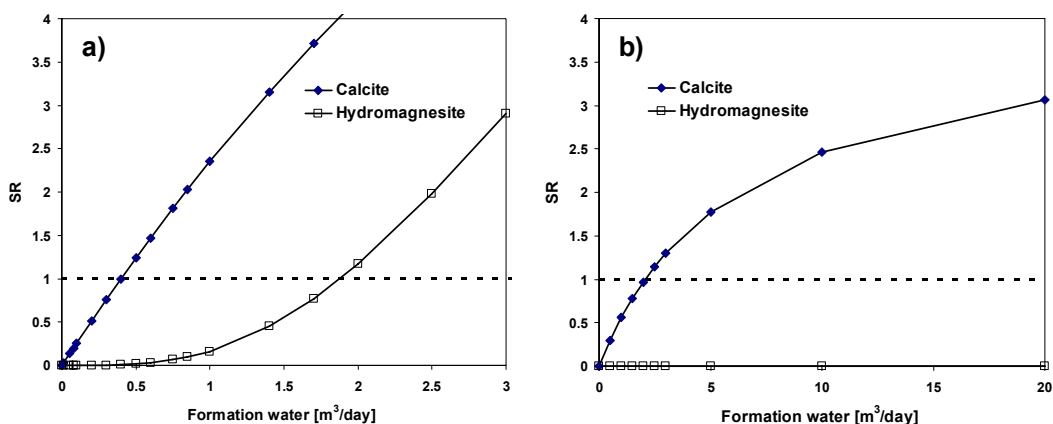 a)
4
3.5
3
2.5
2
1.5
1
0.5
0
SR
Calcite
Hydromagnesite
0 0.5 1 1.5 2 2.5 3
Formation water [m³/day]
b)
4
3.5
3
2.5
2
1.5
1
0.5
0
SR
Calcite
Hydromagnesite
0 5 10 15 20
Formation water [m³/day]